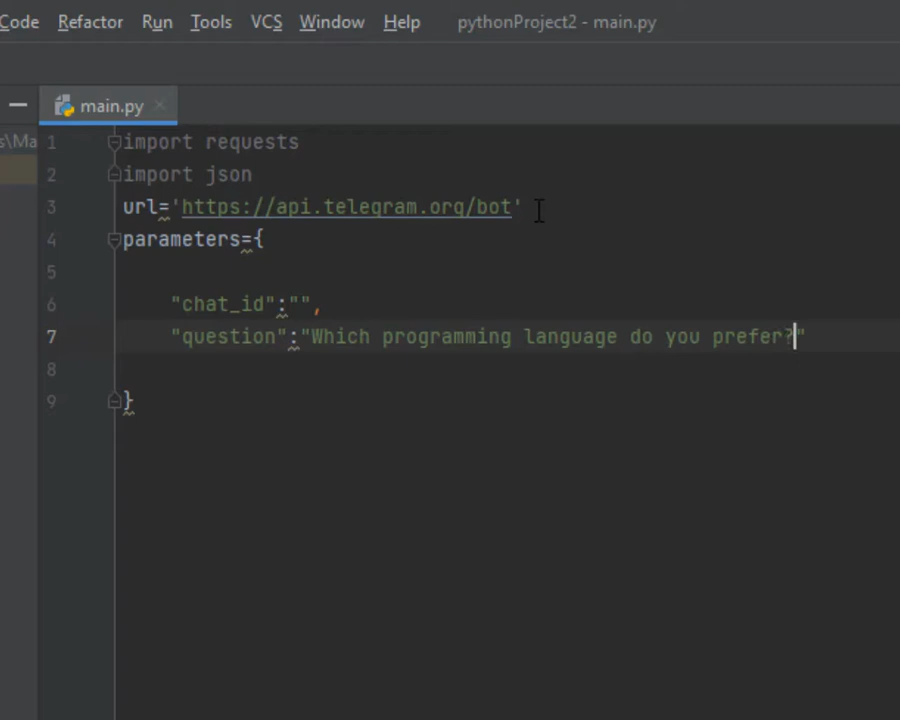 Code Refactor Run Tools VCS Window Help pythonProject2 - main.py
main.py
s\Ma
1 import requests
2 import json
3 url='https://api.telegram.org/bot'
4 parameters={
5
6 "chat_id":"",
7 "question":"Which programming language do you prefer?"
8
9 }